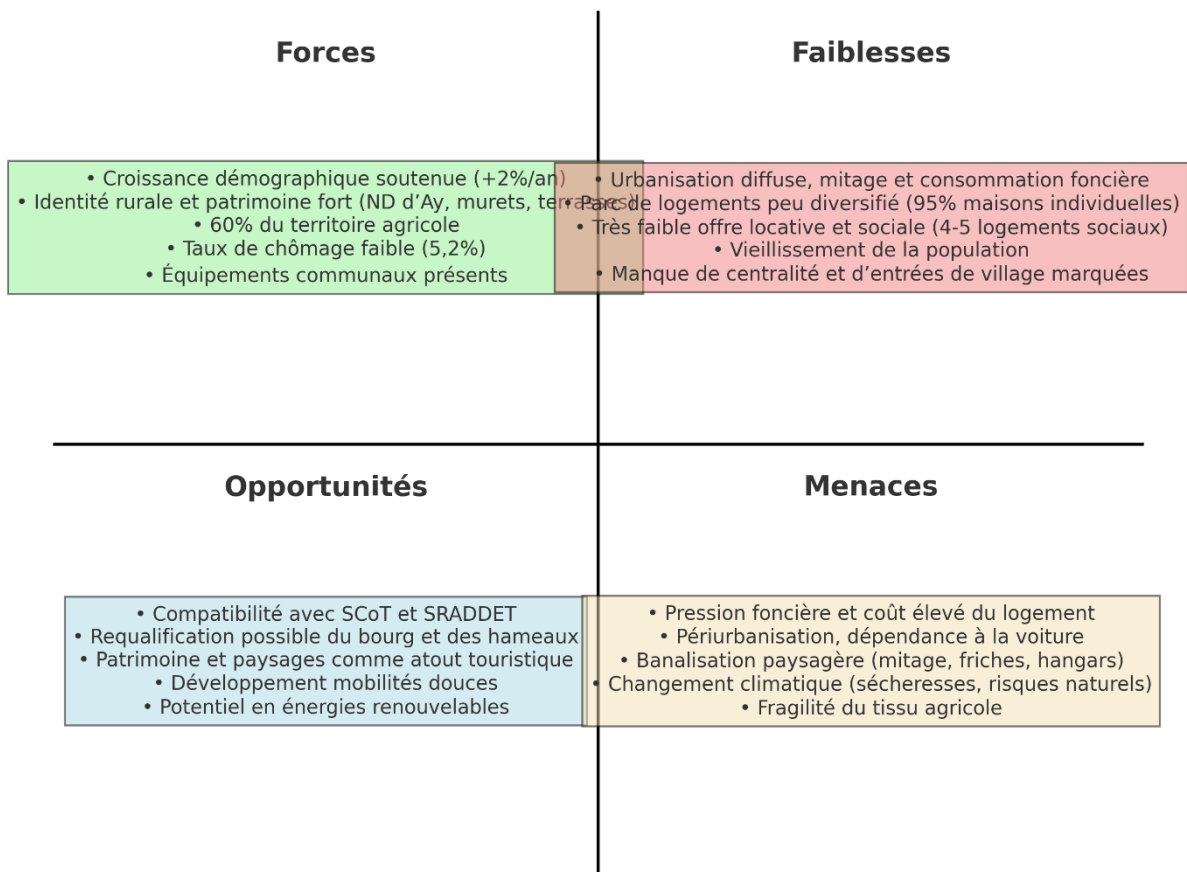 Forces
• Croissance démographique soutenue (+2%/an)
• Identité rurale et patrimoine fort (ND d’Ay, murets, terrasses)
• 60% du territoire agricole
• Taux de chômage faible (5,2%)
• Équipements communaux présents
Faiblesses
• Urbanisation diffuse, mitage et consommation foncière
• Parc de logements peu diversifié (95% maisons individuelles)
• Très faible offre locative et sociale (4-5 logements sociaux)
• Vieillissement de la population
• Manque de centralité et d’entrées de village marquées
Opportunités
• Compatibilité avec SCoT et SRADDET
• Requalification possible du bourg et des hameaux
• Patrimoine et paysages comme atout touristique
• Développement mobilités douces
• Potentiel en énergies renouvelables
Menaces
• Pression foncière et coût élevé du logement
• Périurbanisation, dépendance à la voiture
• Banalisation paysagère (mitage, friches, hangars)
• Changement climatique (sécheresses, risques naturels)
• Fragilité du tissu agricole